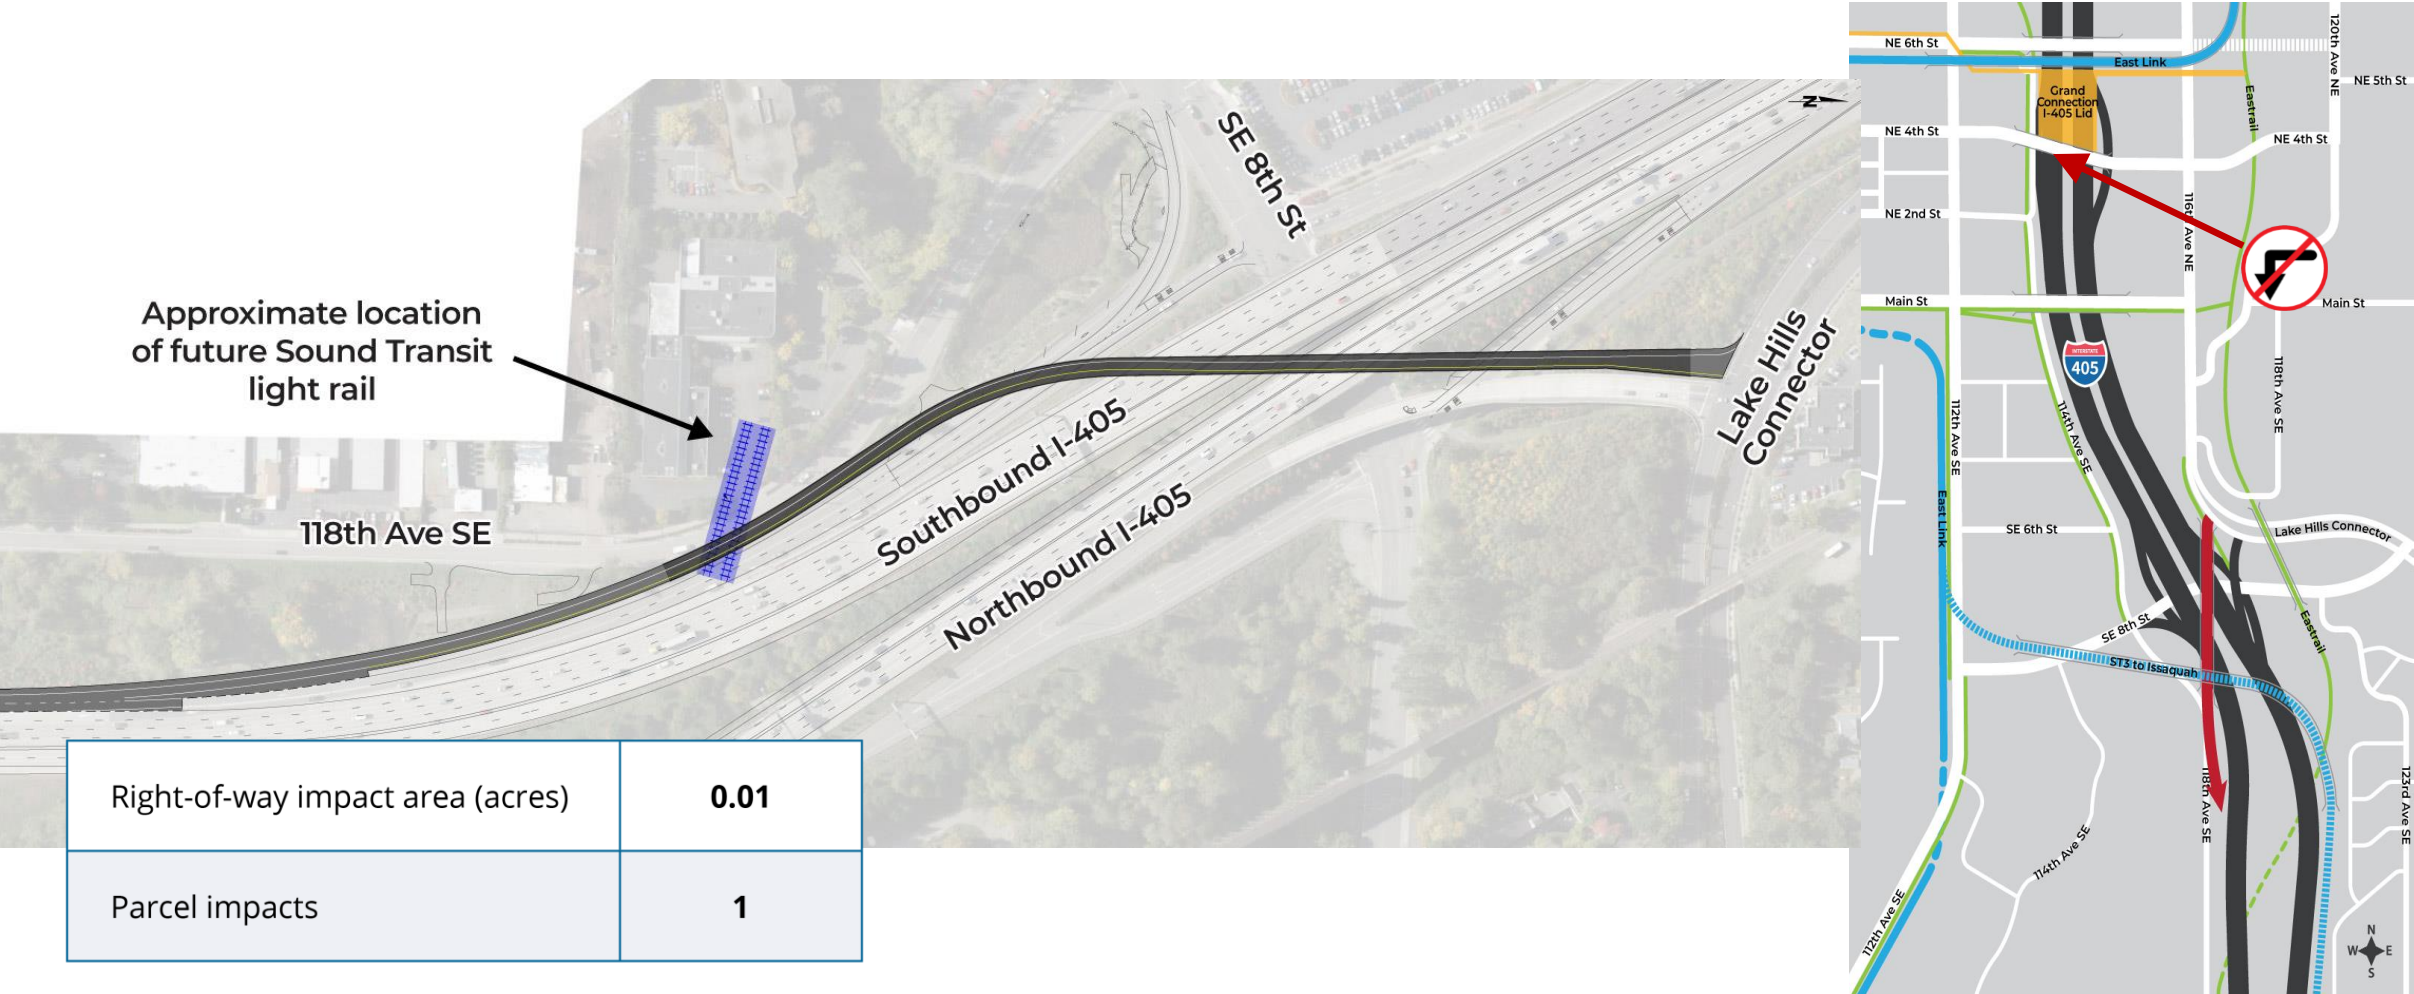 N
SE 8th St
Approximate location
of future Sound Transit
light rail
118th Ave SE
Southbound I-405
Northbound I-405
Lake Hills
Connector
Right-of-way impact area (acres) 0.01
Parcel impacts 1
NE 6th St
East Link
120th Ave NE
NE 5th St
Grand
Connection
I-405 Lid
Eastrail
NE 4th St
NE 4th St
NE 2nd St
116th Ave NE
Main St
Main St
INTERSTATE
405
118th Ave SE
112th Ave SE
114th Ave SE
East Link
SE 6th St
Lake Hills Connector
SE 8th St
Eastrail
ST3 to Issaquah
118th Ave SE
123rd Ave SE
114th Ave SE
112th Ave SE
N
W E
S